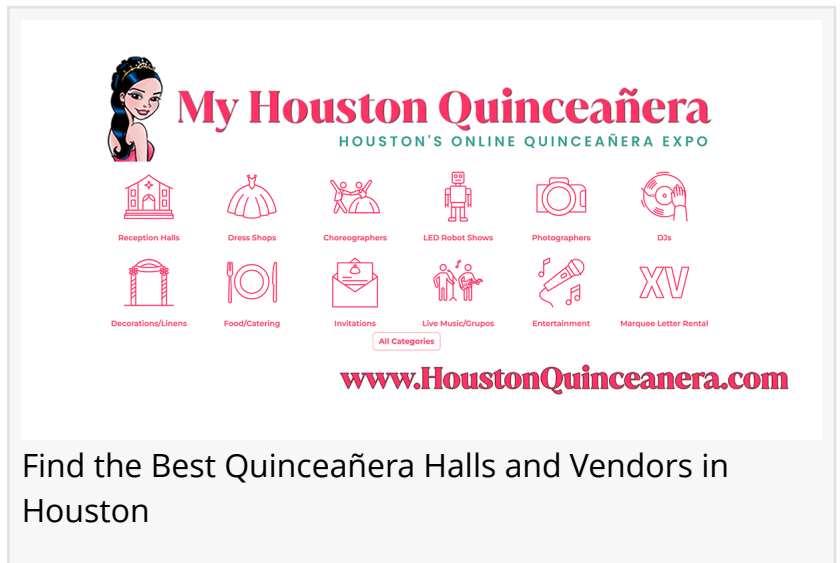 My Houston Quinceañera
HOUSTON'S ONLINE QUINCEAÑERA EXPO
Reception Halls
Dress Shops
Choreographers
LED Robot Shows
Photographers
DJs
Decorations/Linens
Food/Catering
Invitations
Live Music/Grupos
Entertainment
XV
Marquee Letter Rental
All Categories
www.HoustonQuinceanera.com
Find the Best Quinceañera Halls and Vendors in
Houston